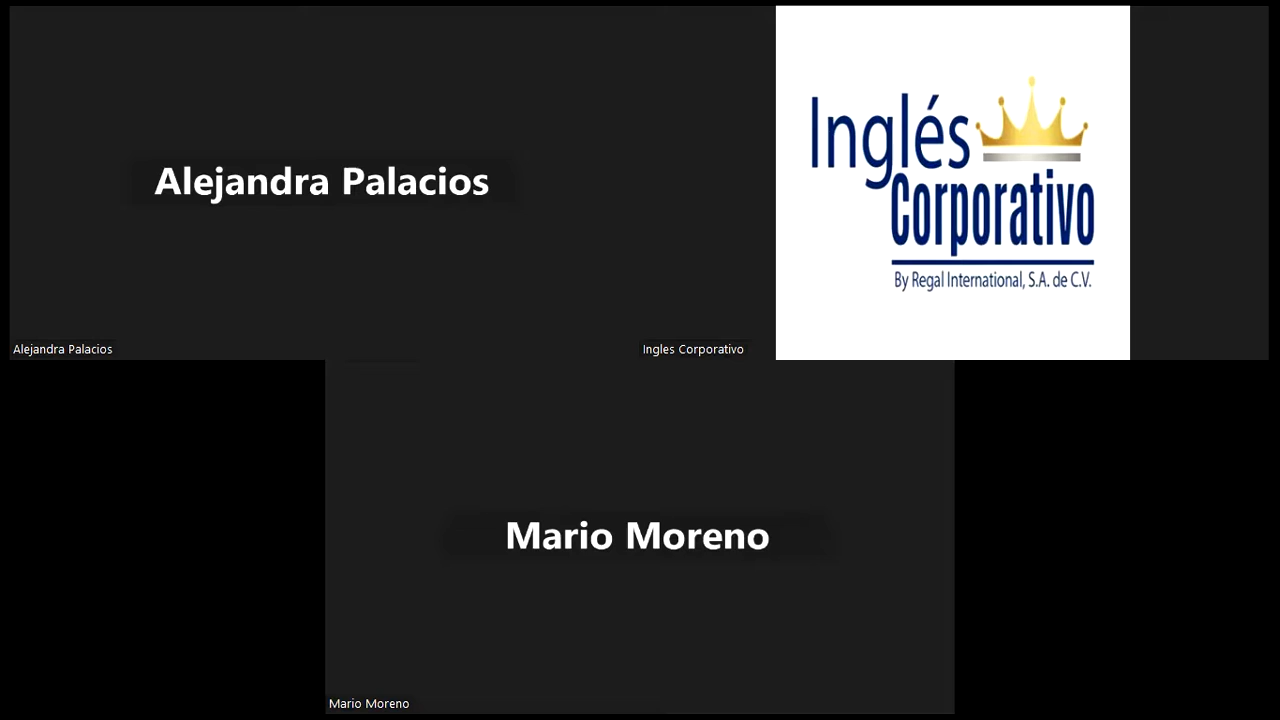 Alejandra Palacios
Alejandra Palacios
Inglés
Corporativo
By Regal International, S.A. de C.V.
Ingles Corporativo
Mario Moreno
Mario Moreno